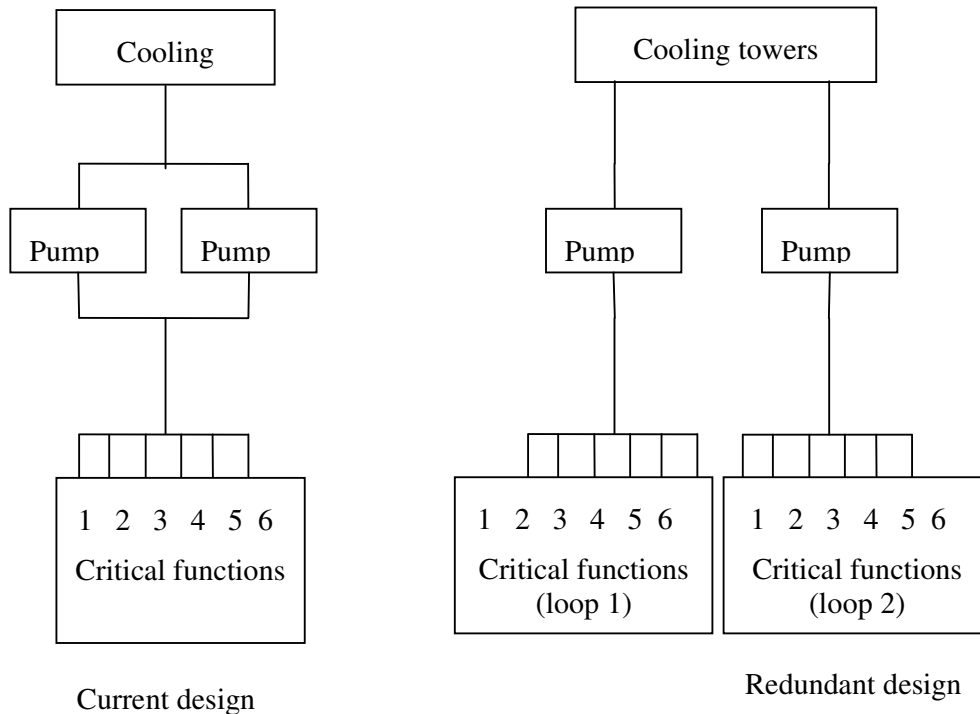 Cooling
Cooling towers
Pump
Pump
Pump
Pump
1 2 3 4 5 6
Critical functions
1 2 3 4 5 6
Critical functions
(loop 1)
1 2 3 4 5 6
Critical functions
(loop 2)
Current design
Redundant design